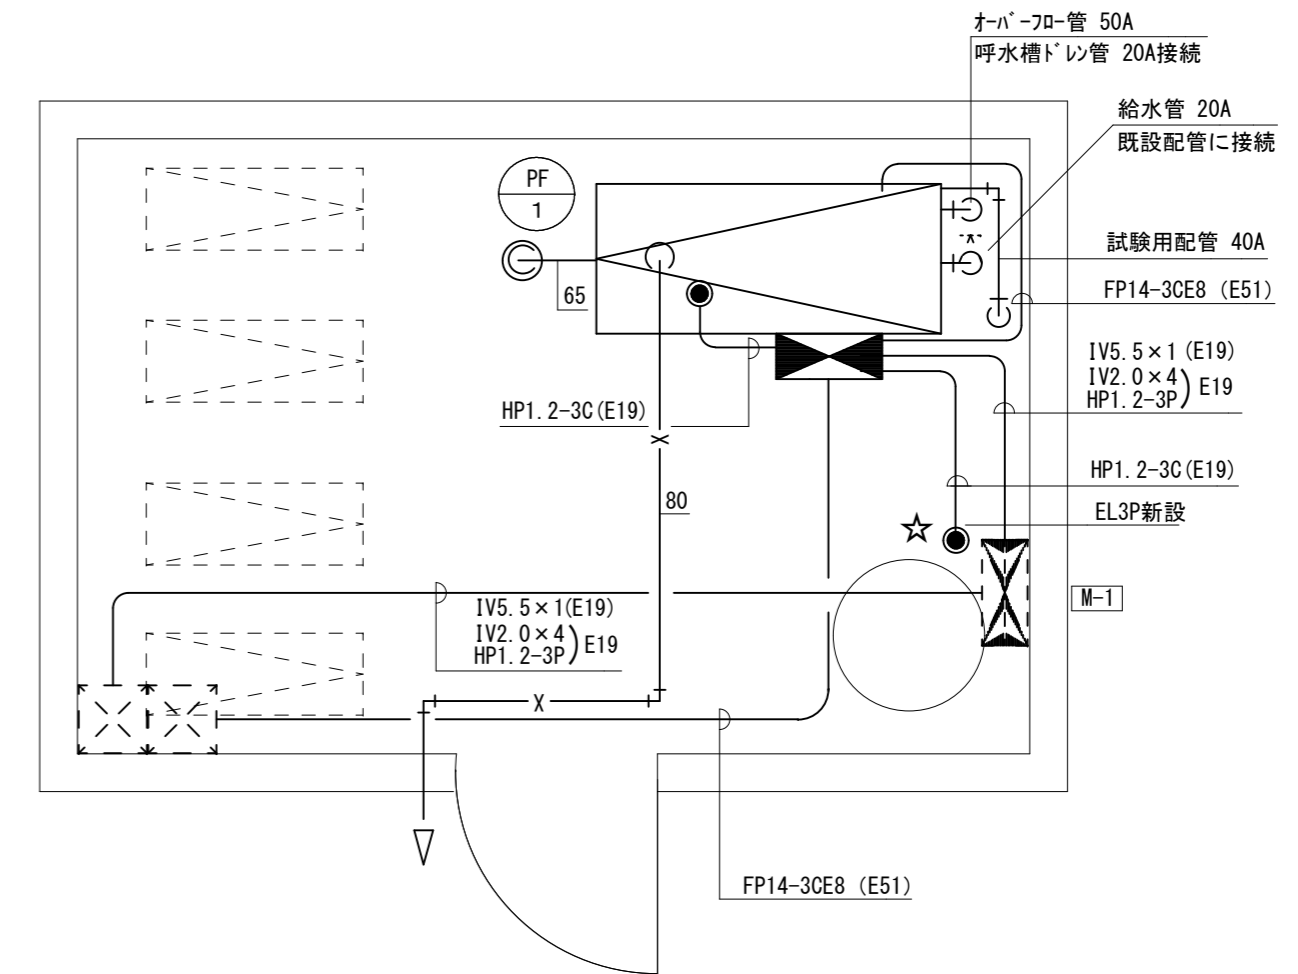 ｵｰﾊﾞｰﾌﾛｰ管 50A
呼水槽ﾄﾞﾚﾝ管 20A接続
給水管 20A
既設配管に接続
PF
1
試験用配管 40A
65
FP14-3CE8 (E51)
IV5.5×1(E19)
IV2.0×4
HP1.2-3P) E19
HP1.2-3C(E19)
X
HP1.2-3C(E19)
80
EL3P新設
☆
M-1
IV5.5×1(E19)
IV2.0×4
HP1.2-3P) E19
X
FP14-3CE8 (E51)